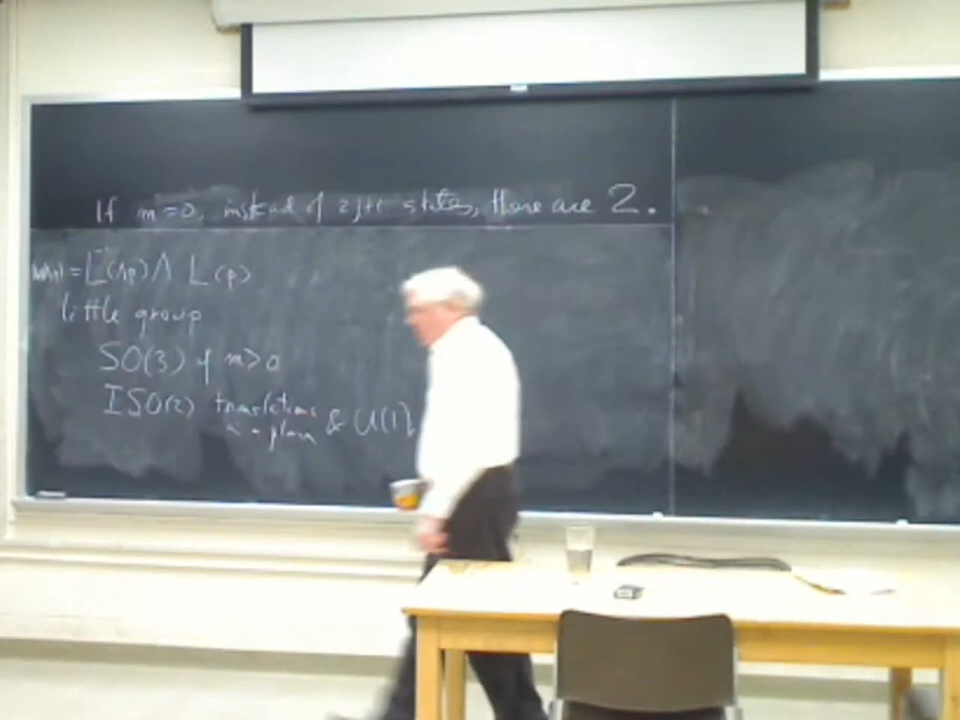 If m=0, instead of 2j+1 states, there are 2.
= L⁻¹(Λp) Λ L(p)
little group
SO(3) if m>0
ISO(2) translations & U(1)
in a plane